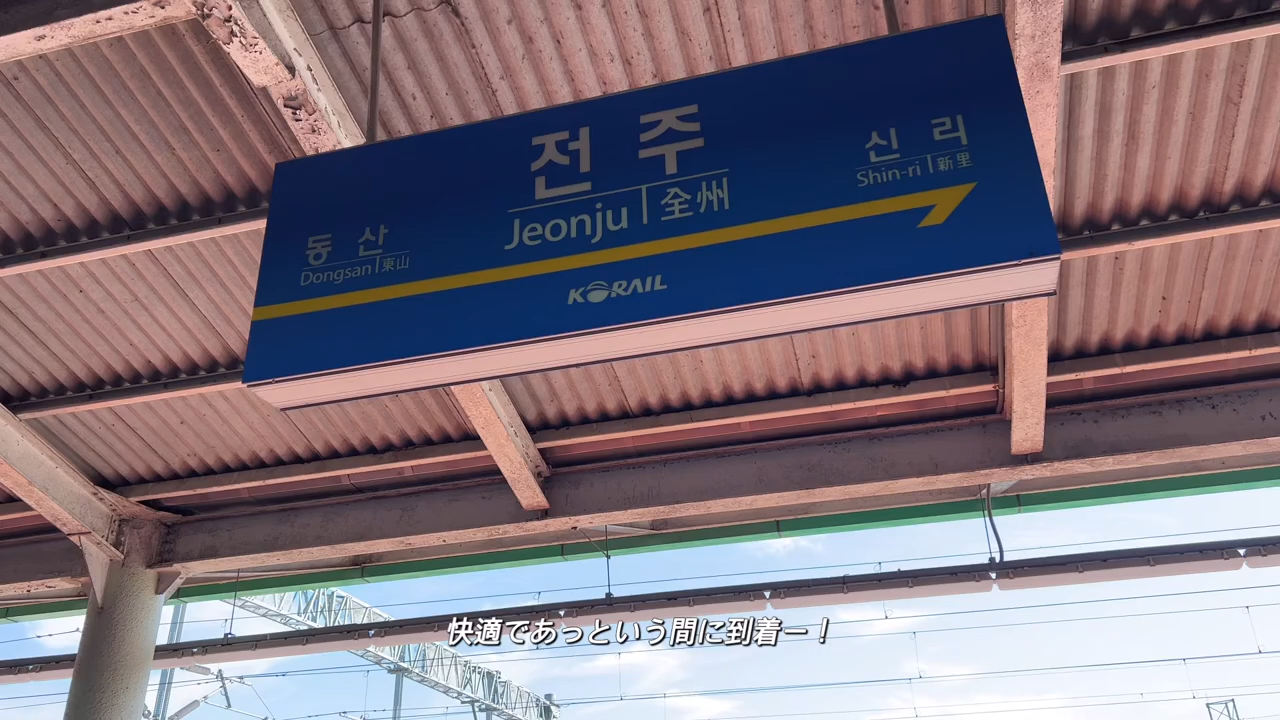 전 주
Jeonju 全州
신 리
Shin-ri 新里
동 산
Dongsan 東山
KORAIL
快適であっという間に到着ー！